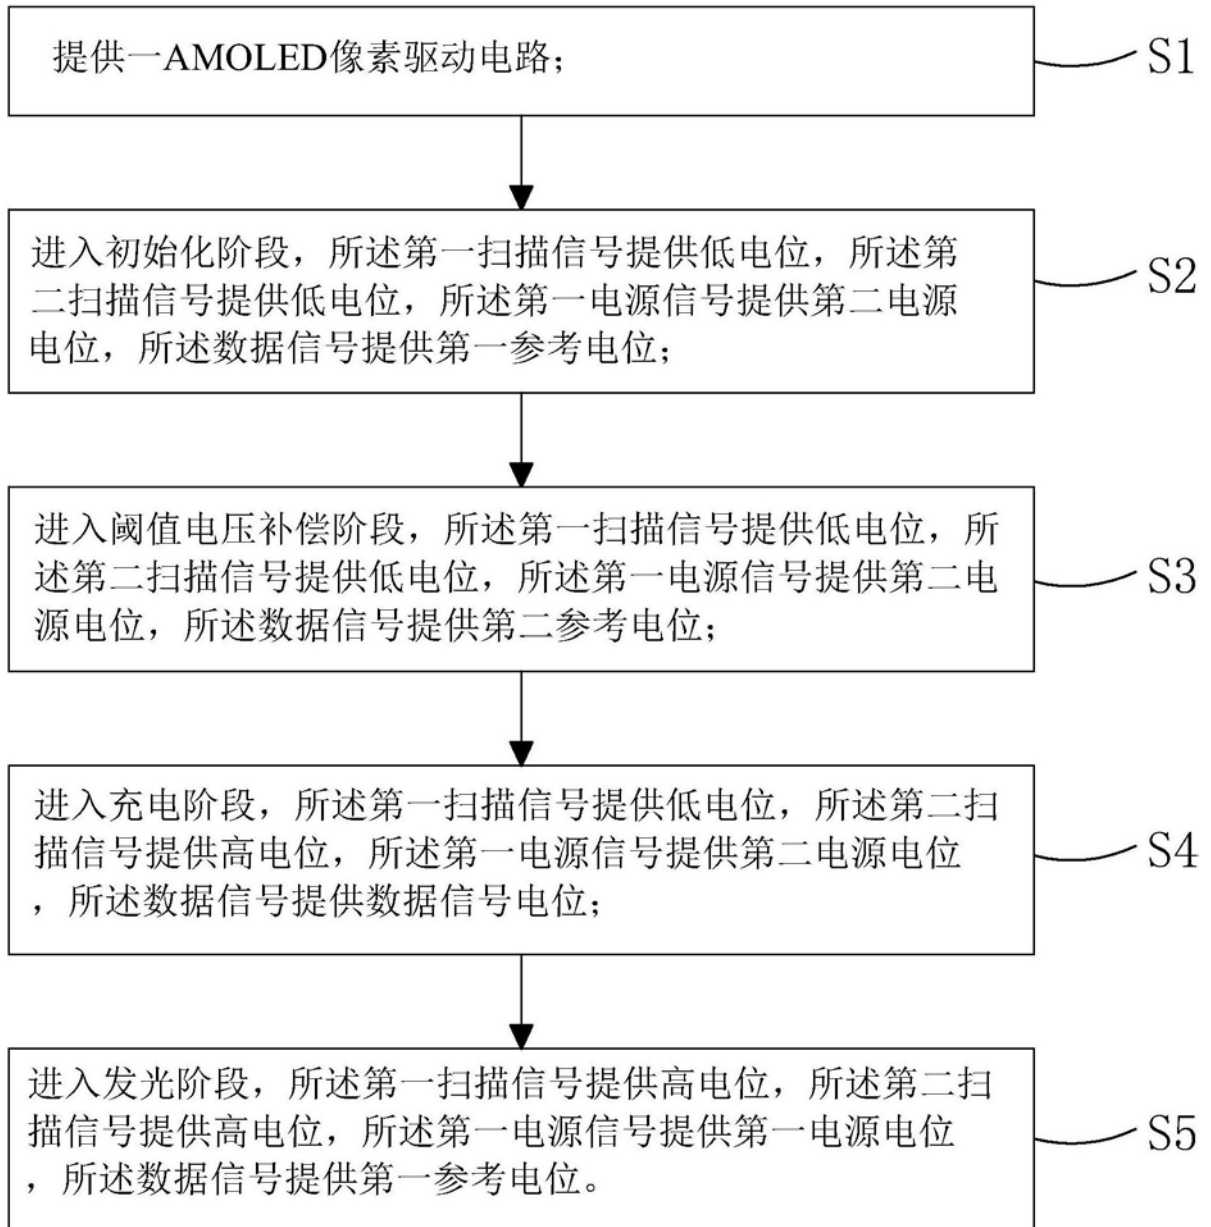 提供一AMOLED像素驱动电路；
S1
进入初始化阶段，所述第一扫描信号提供低电位，所述第
二扫描信号提供低电位，所述第一电源信号提供第二电源
电位，所述数据信号提供第一参考电位；
S2
进入阈值电压补偿阶段，所述第一扫描信号提供低电位，所
述第二扫描信号提供低电位，所述第一电源信号提供第二电
源电位，所述数据信号提供第二参考电位；
S3
进入充电阶段，所述第一扫描信号提供低电位，所述第二扫
描信号提供高电位，所述第一电源信号提供第二电源电位
，所述数据信号提供数据信号电位；
S4
进入发光阶段，所述第一扫描信号提供高电位，所述第二扫
描信号提供高电位，所述第一电源信号提供第一电源电位
，所述数据信号提供第一参考电位。
S5